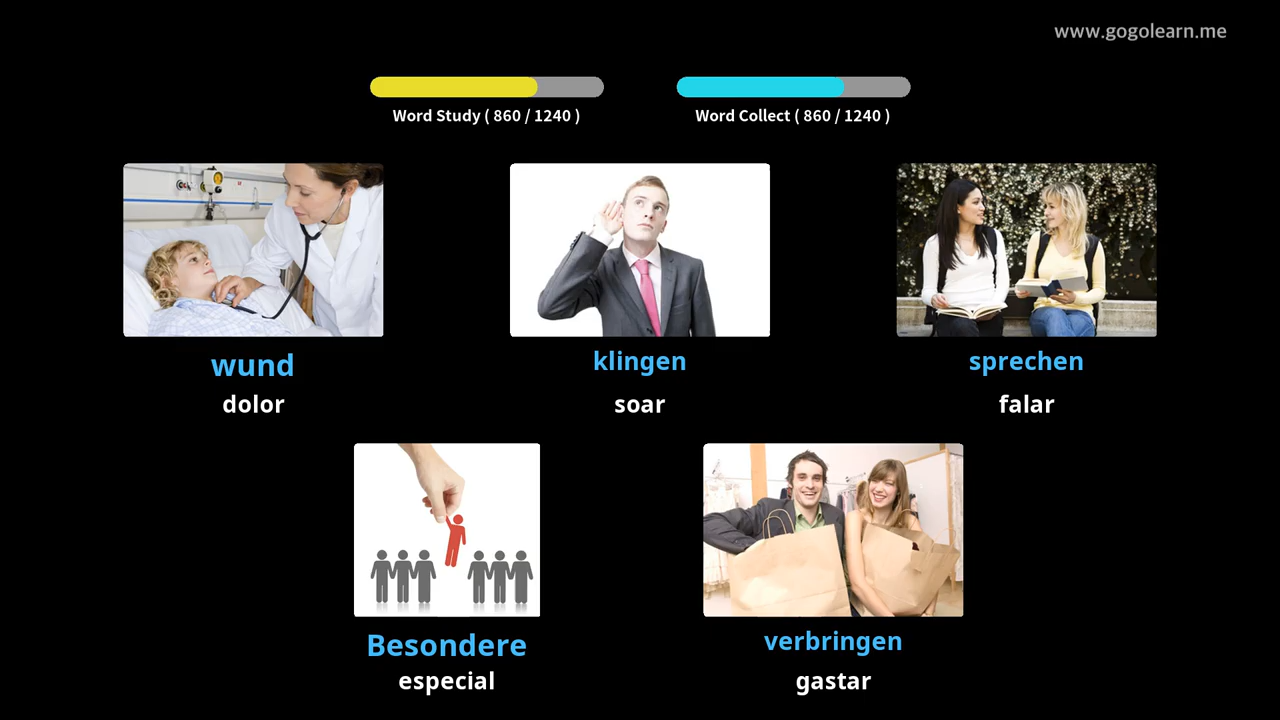 www.gogolearn.me
Word Study ( 860 / 1240 )
Word Collect ( 860 / 1240 )
wund
dolor
klingen
soar
sprechen
falar
Besondere
especial
verbringen
gastar